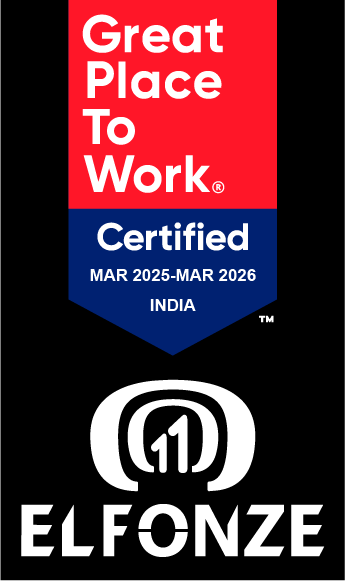 Great
Place
To
Work®
Certified
MAR 2025-MAR 2026
INDIA
™
11
ELFONZE